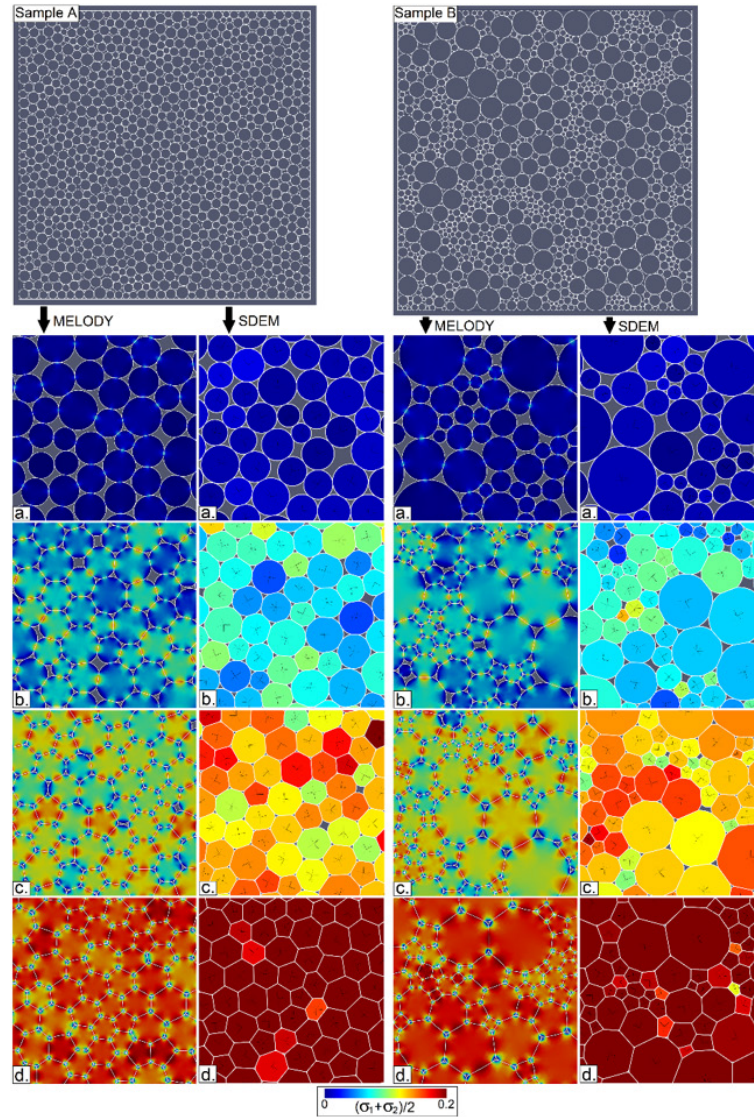 Sample A
Sample B
MELODY
SDEM
MELODY
SDEM
a.
a.
a.
a.
b.
b.
b.
b.
c.
c.
c.
c.
d.
d.
d.
d.
0
(σ₁+σ₂)/2
0.2